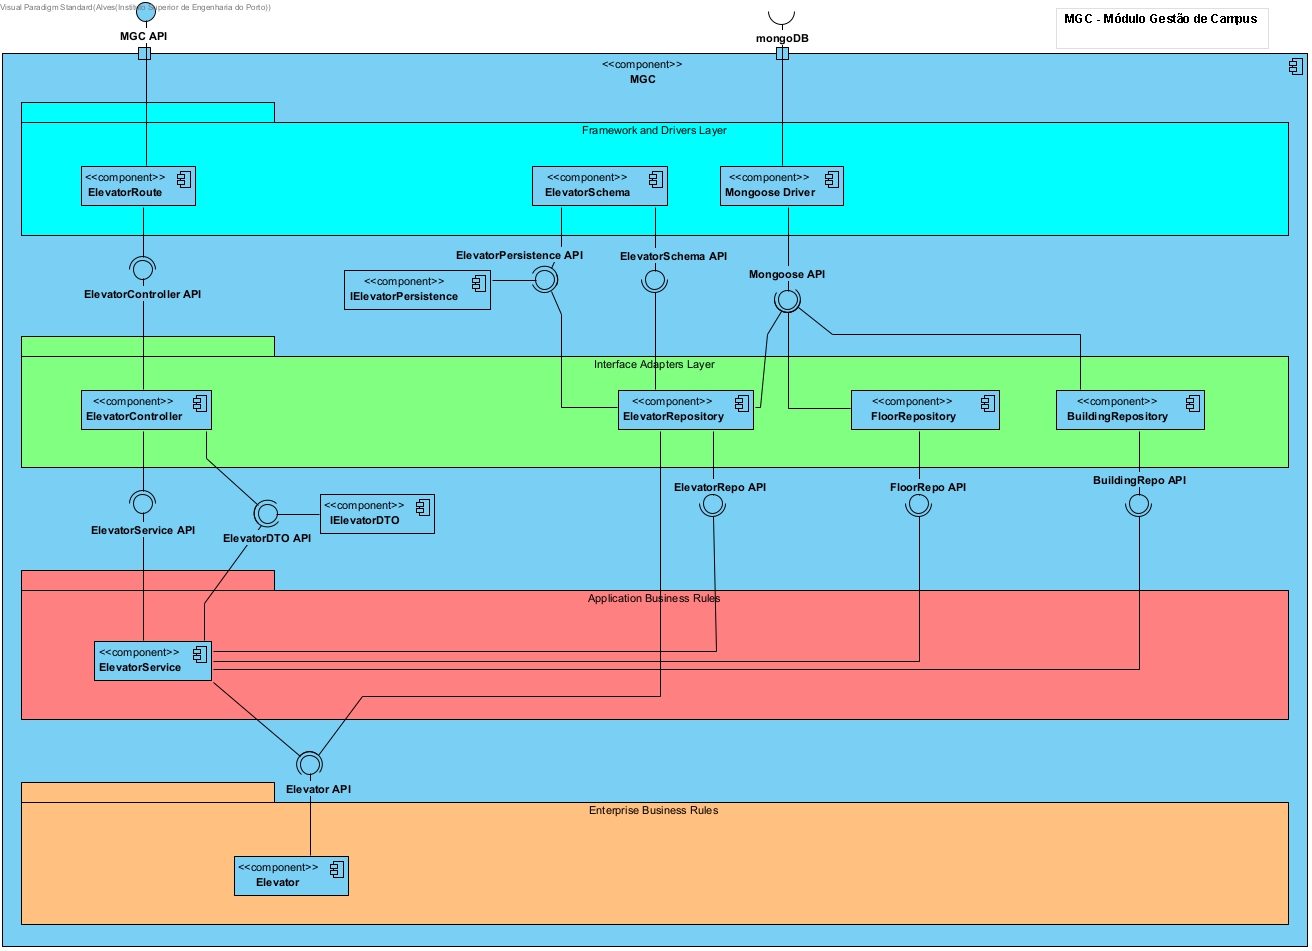 Visual Paradigm Standard(Alves(Instituto Superior de Engenharia do Porto))
MGC API
mongoDB
MGC - Módulo Gestão de Campus
<<component>>
MGC
Framework and Drivers Layer
<<component>>
ElevatorRoute
<<component>>
ElevatorSchema
<<component>>
Mongoose Driver
ElevatorPersistence API
ElevatorSchema API
Mongoose API
<<component>>
IElevatorPersistence
ElevatorController API
Interface Adapters Layer
<<component>>
ElevatorController
<<component>>
ElevatorRepository
<<component>>
FloorRepository
<<component>>
BuildingRepository
ElevatorRepo API
FloorRepo API
BuildingRepo API
<<component>>
IElevatorDTO
ElevatorService API
ElevatorDTO API
Application Business Rules
<<component>>
ElevatorService
Elevator API
Enterprise Business Rules
<<component>>
Elevator